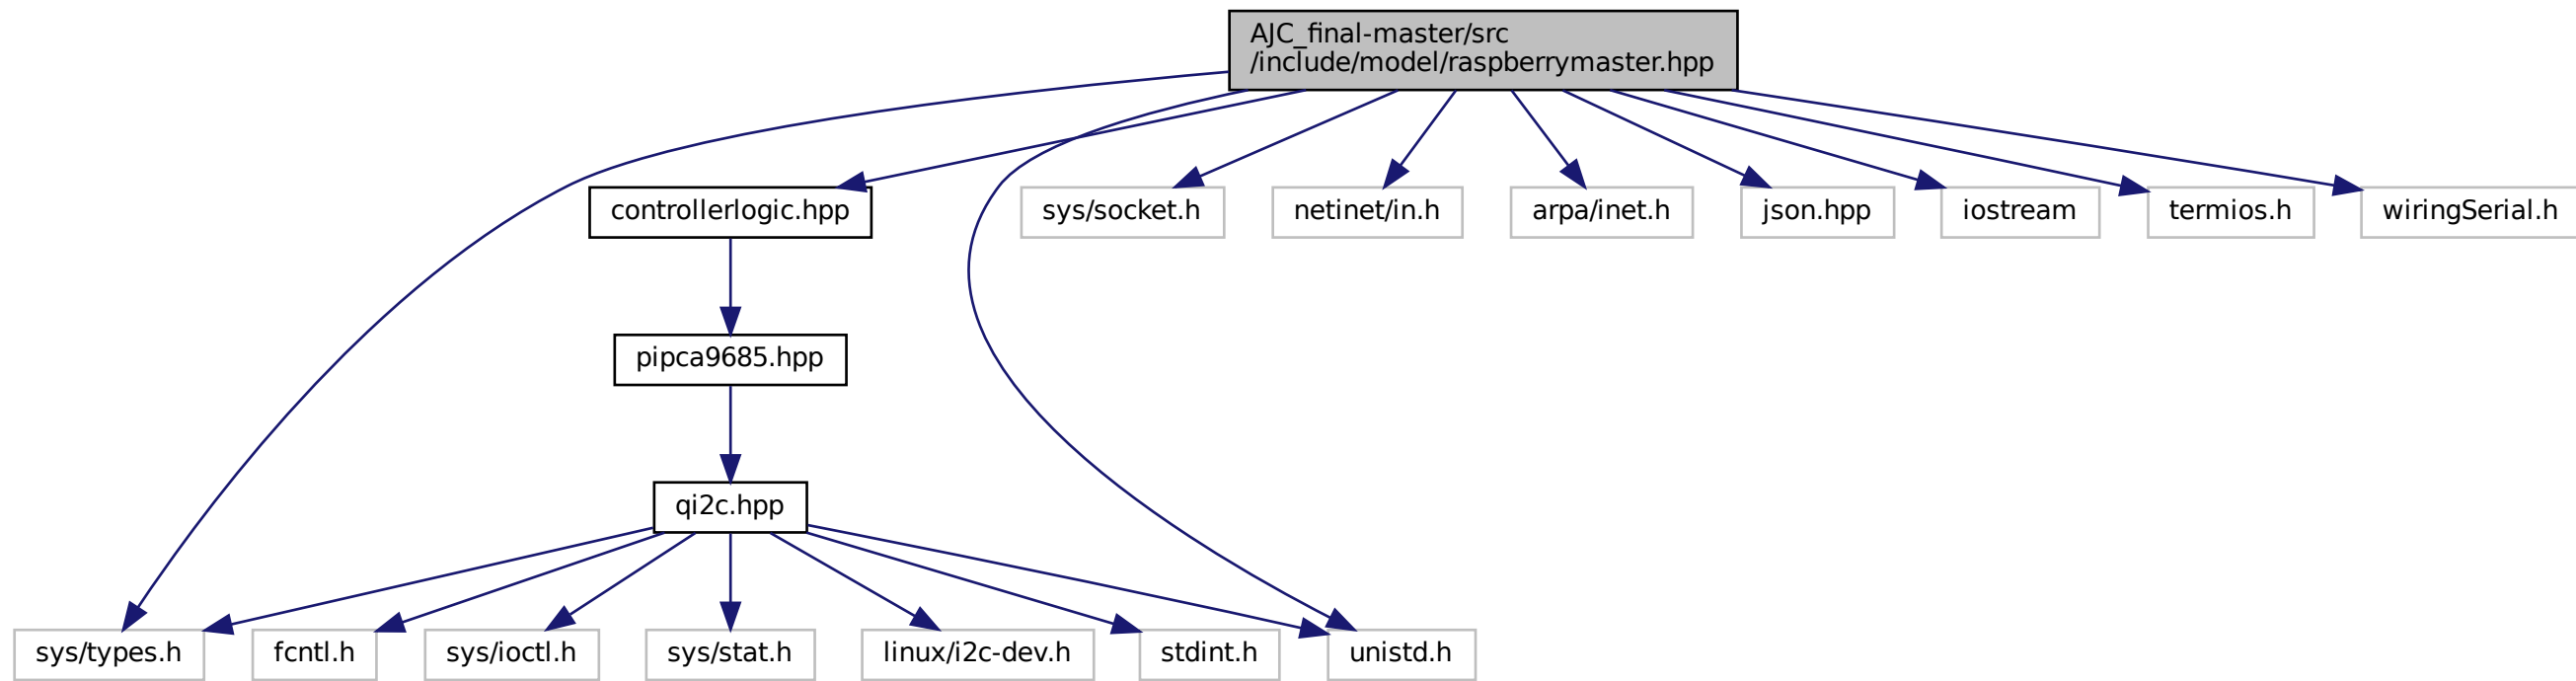 AJC_final-master/src
/include/model/raspberrymaster.hpp
controllerlogic.hpp
sys/socket.h
netinet/in.h
arpa/inet.h
json.hpp
iostream
termios.h
wiringSerial.h
pipca9685.hpp
qi2c.hpp
sys/types.h
fcntl.h
sys/ioctl.h
sys/stat.h
linux/i2c-dev.h
stdint.h
unistd.h